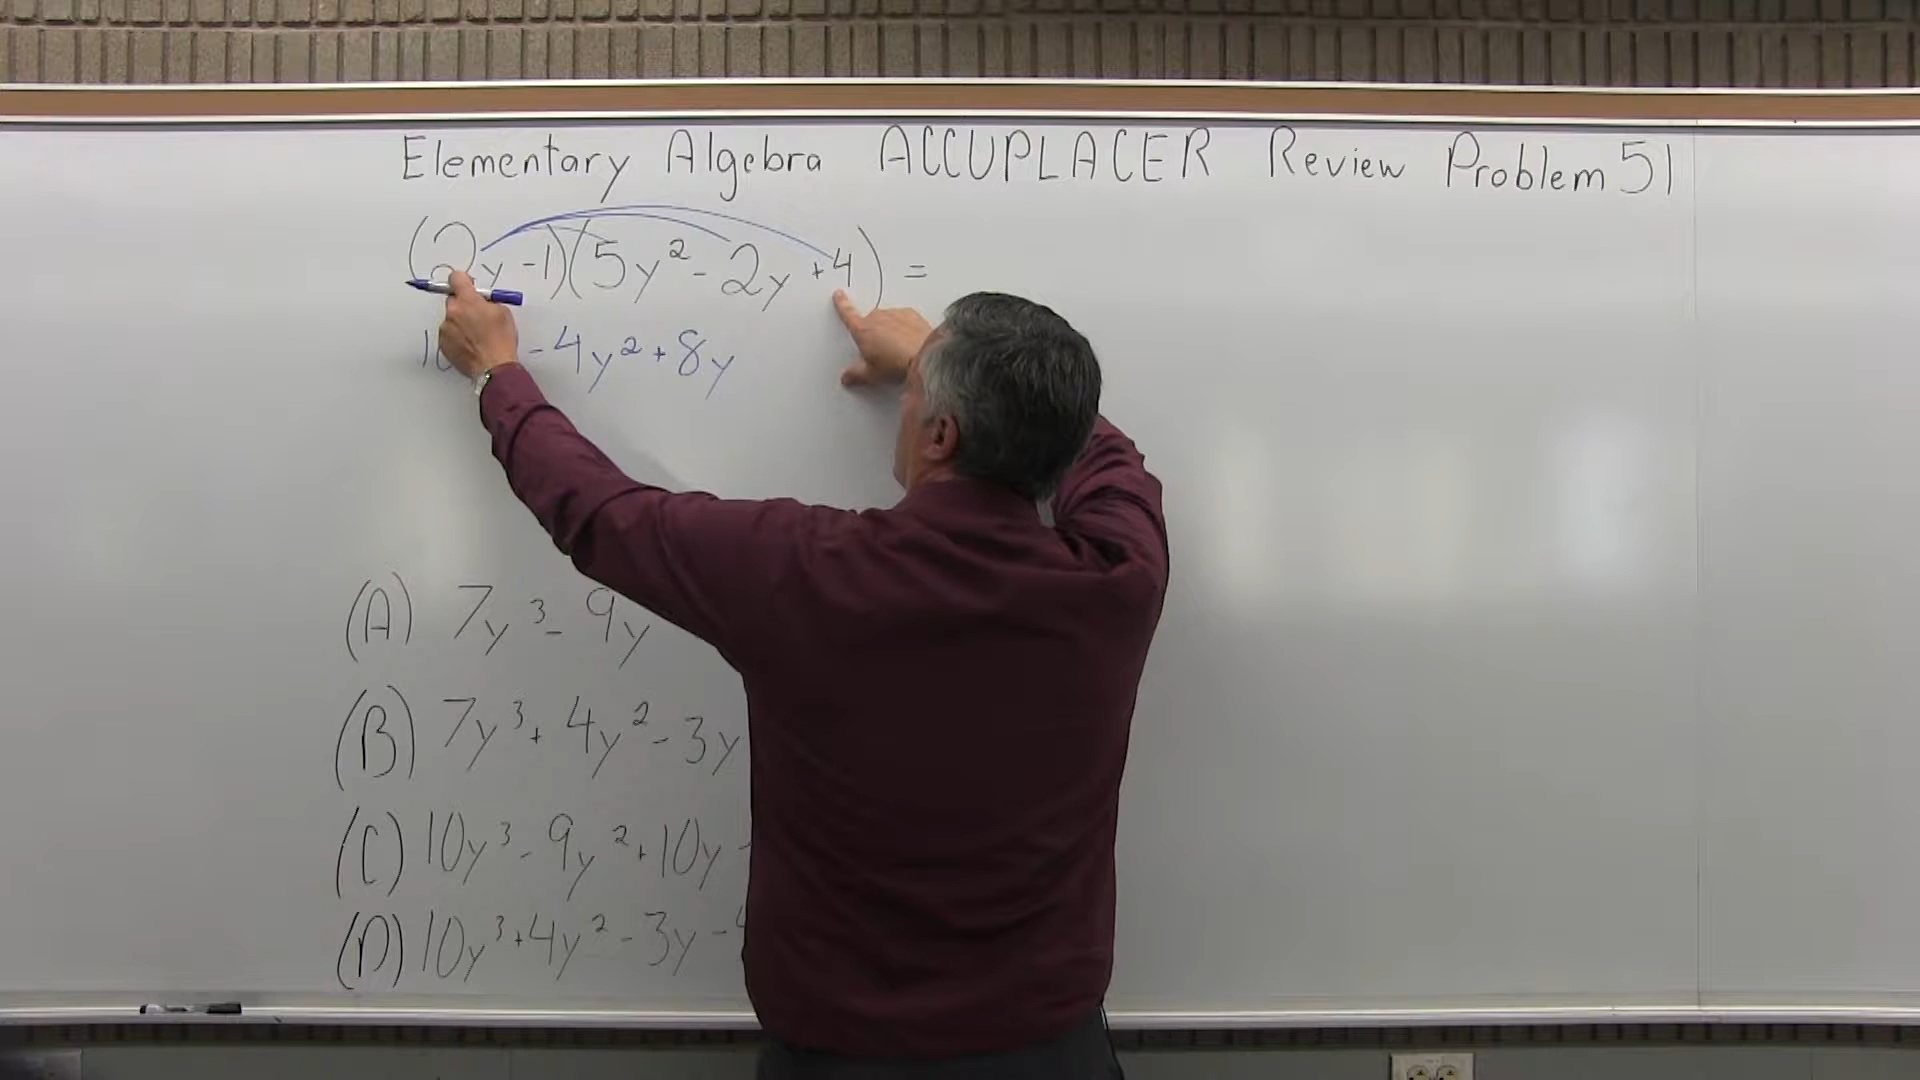 Elementary Algebra ACCUPLACER Review Problem 51
(2y -1)(5y² - 2y +4) =
- 4y² + 8y
(A) 7y³ - 9y
(B) 7y³ + 4y² - 3y
(C) 10y³ - 9y² + 10y -
(D) 10y³ + 4y² - 3y - 4